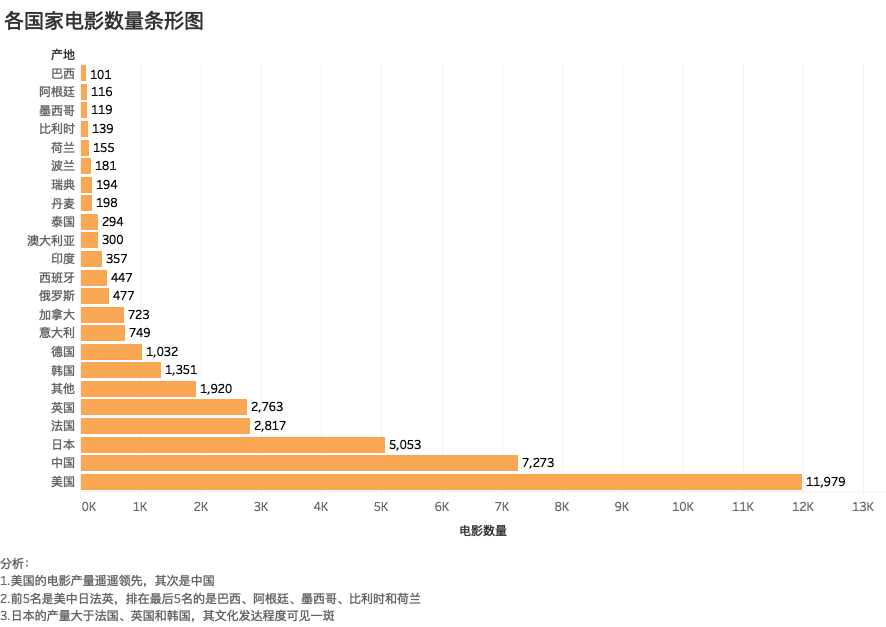 各国家电影数量条形图
产地
巴西 101
阿根廷 116
墨西哥 119
比利时 139
荷兰 155
波兰 181
瑞典 194
丹麦 198
泰国 294
澳大利亚 300
印度 357
西班牙 447
俄罗斯 477
加拿大 723
意大利 749
德国 1,032
韩国 1,351
其他 1,920
英国 2,763
法国 2,817
日本 5,053
中国 7,273
美国 11,979
0K 1K 2K 3K 4K 5K 6K 7K 8K 9K 10K 11K 12K 13K
电影数量
分析：
1.美国的电影产量遥遥领先，其次是中国
2.前5名是美中日法英，排在最后5名的是巴西、阿根廷、墨西哥、比利时和荷兰
3.日本的产量大于法国、英国和韩国，其文化发达程度可见一斑